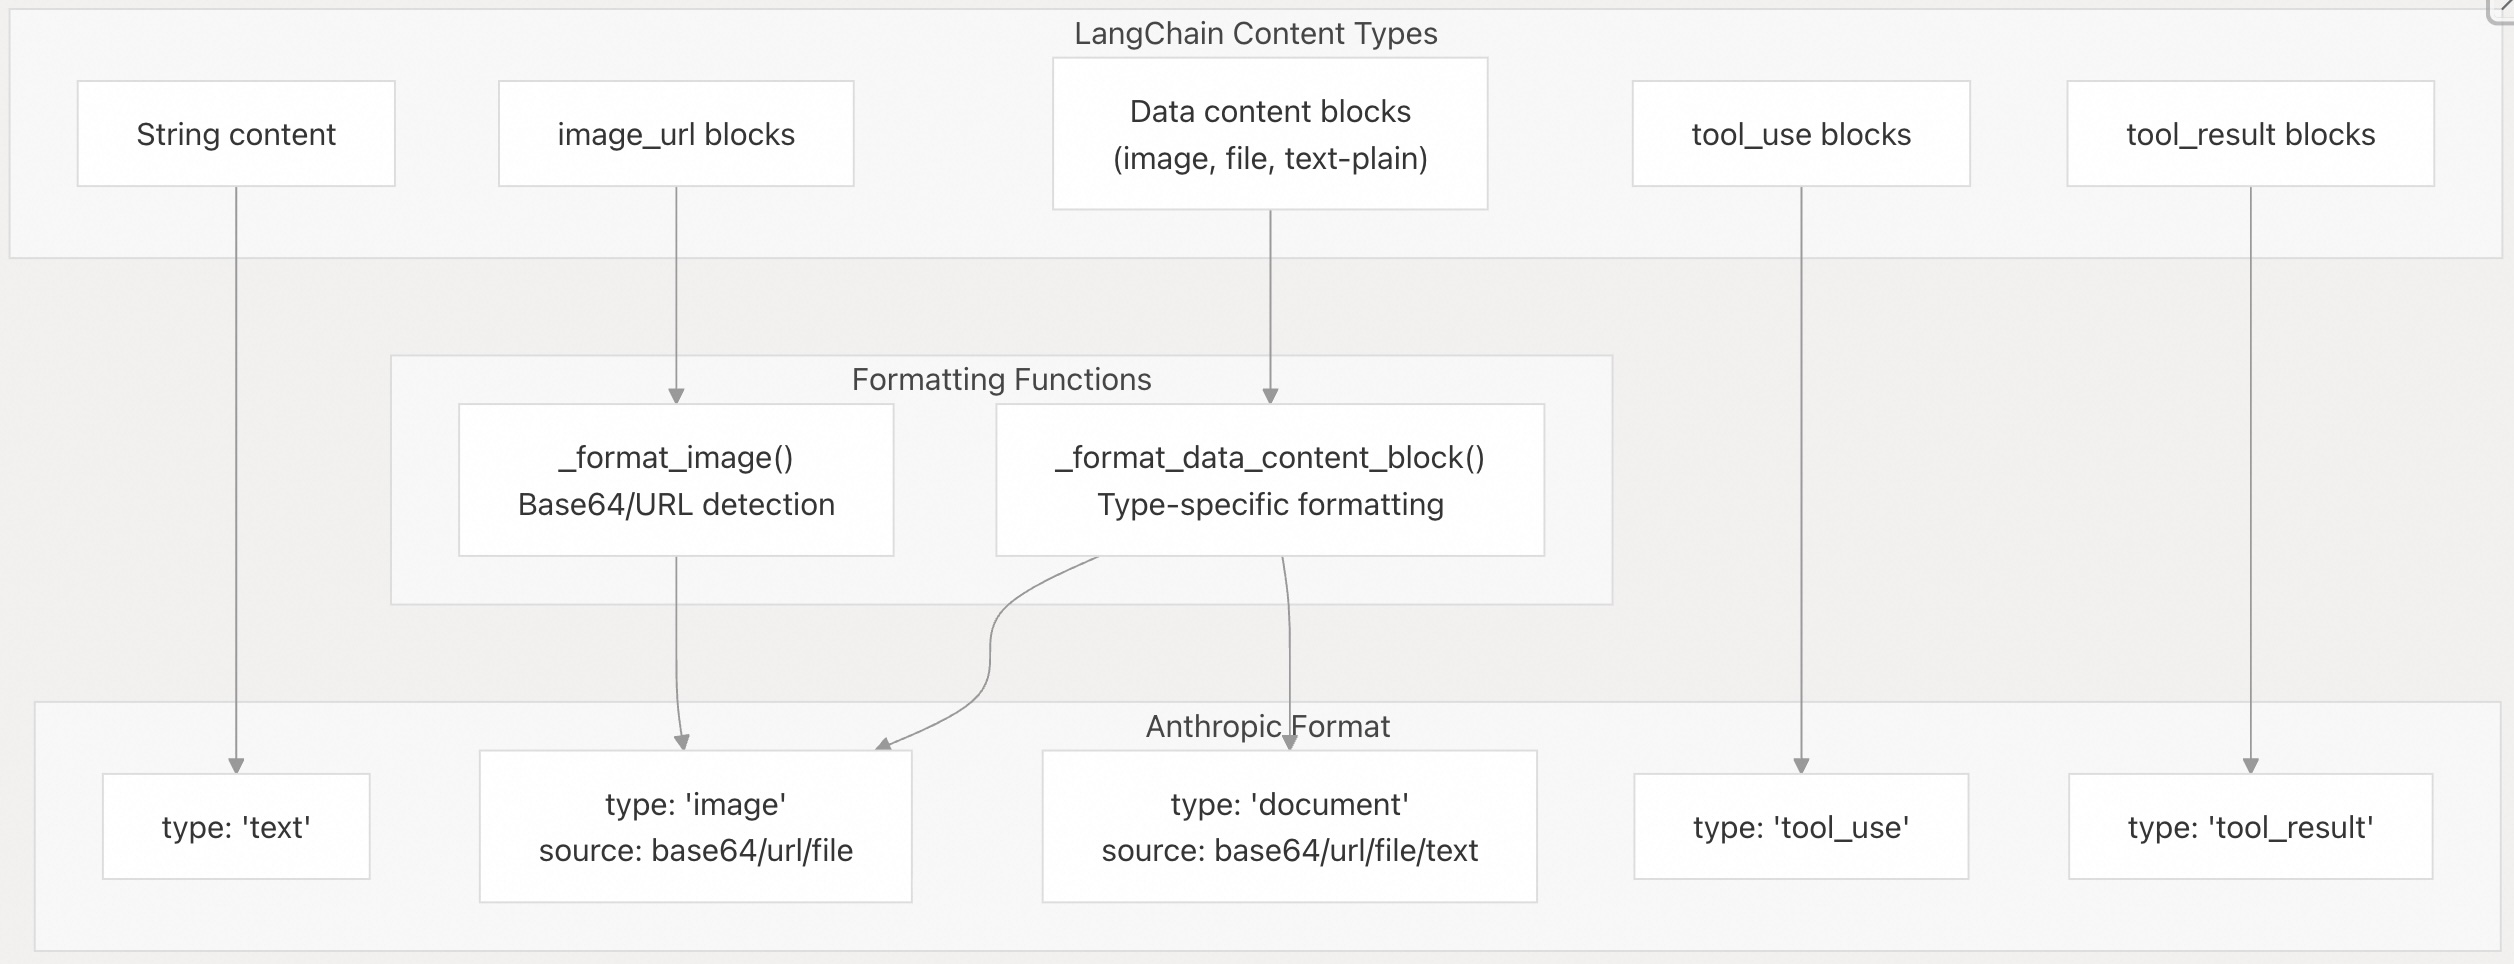 LangChain Content Types
String content
image_url blocks
Data content blocks
(image, file, text-plain)
tool_use blocks
tool_result blocks
Formatting Functions
_format_image()
Base64/URL detection
_format_data_content_block()
Type-specific formatting
Anthropic Format
type: 'text'
type: 'image'
source: base64/url/file
type: 'document'
source: base64/url/file/text
type: 'tool_use'
type: 'tool_result'